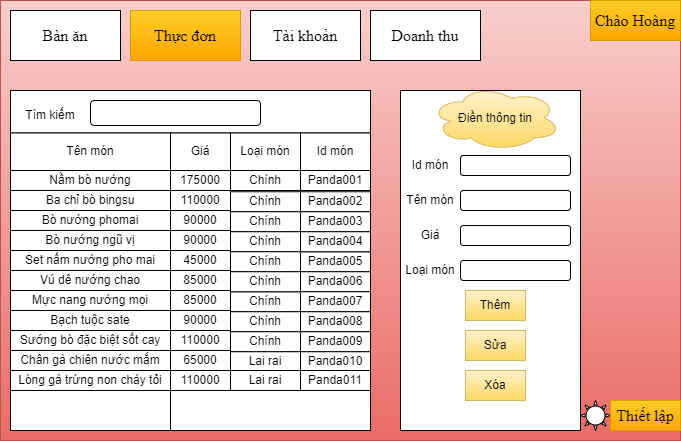 Bàn ăn Thực đơn Tài khoản Doanh thu Chào Hoàng
Tìm kiếm
Tên món Giá Loại món Id món
Nầm bò nướng 175000 Chính Panda001
Ba chỉ bò bingsu 110000 Chính Panda002
Bò nướng phomai 90000 Chính Panda003
Bò nướng ngũ vị 90000 Chính Panda004
Set nấm nướng pho mai 45000 Chính Panda005
Vú dê nướng chao 85000 Chính Panda006
Mực nang nướng mọi 85000 Chính Panda007
Bạch tuộc sate 90000 Chính Panda008
Sướng bò đặc biệt sốt cay 110000 Chính Panda009
Chân gà chiên nước mắm 65000 Lai rai Panda010
Lòng gà trứng non cháy tỏi 110000 Lai rai Panda011
Điền thông tin
Id món
Tên món
Giá
Loại món
Thêm
Sửa
Xóa
Thiết lập